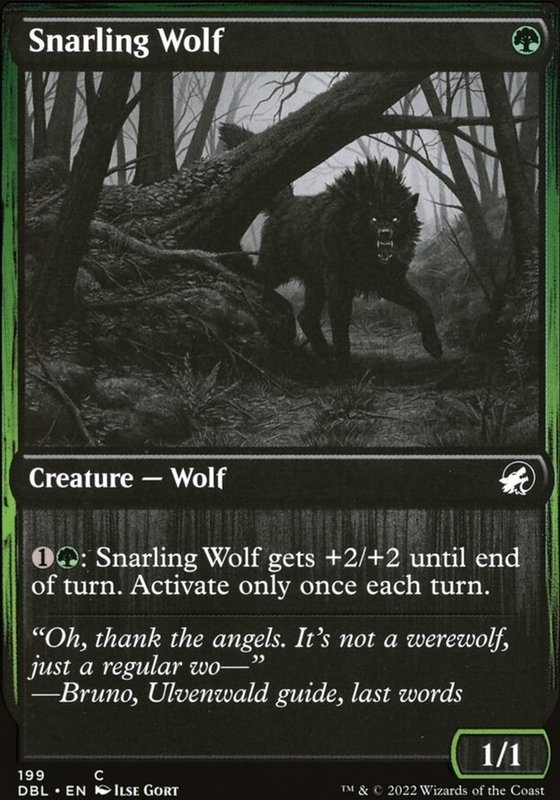 Snarling Wolf
Creature — Wolf
1: Snarling Wolf gets +2/+2 until end
of turn. Activate only once each turn.
“Oh, thank the angels. It’s not a werewolf,
just a regular wo—”
—Bruno, Ulvenwald guide, last words
1/1
199 C
DBL • EN Ilse Gort
™ & © 2022 Wizards of the Coast